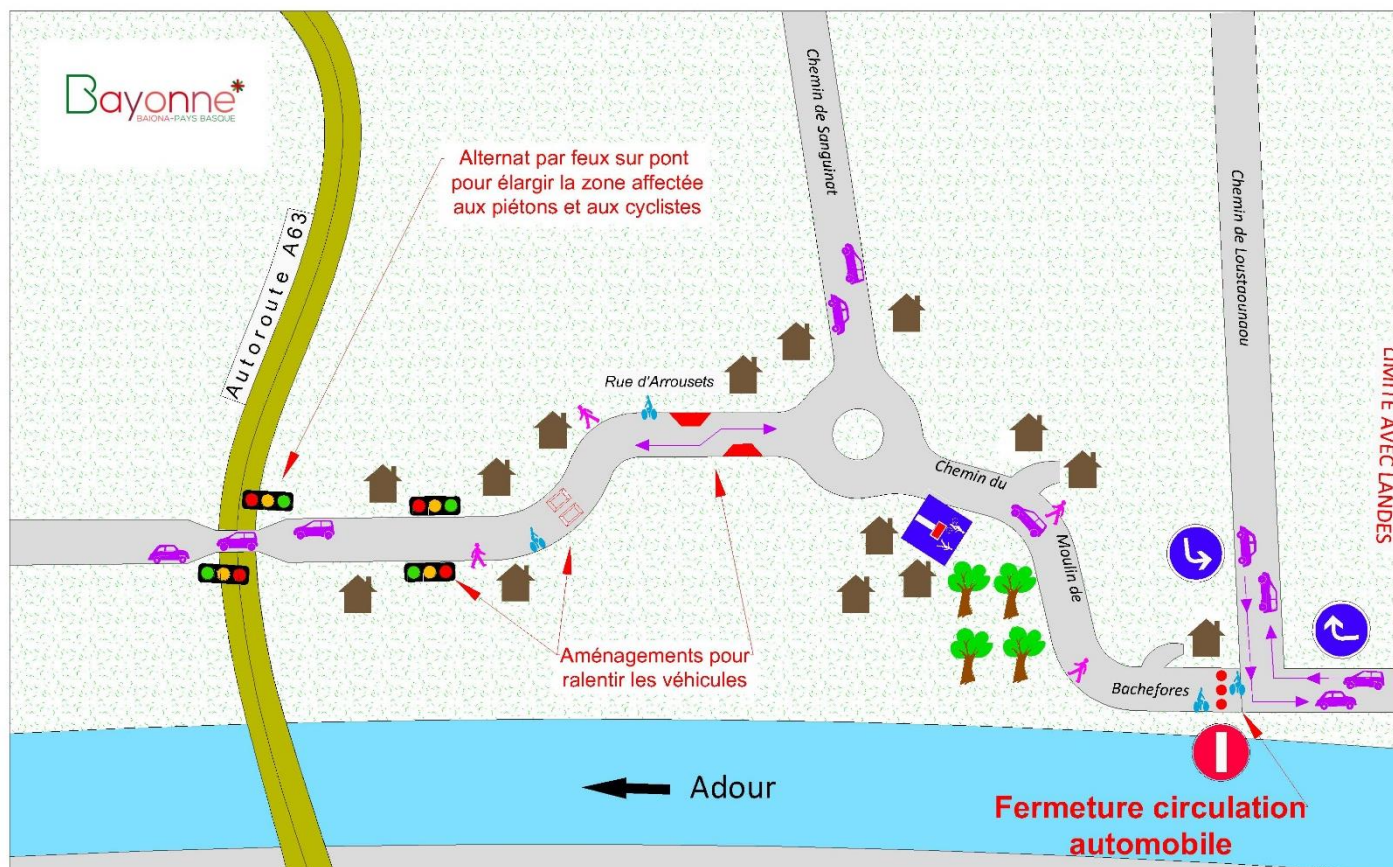 Bayonne*
BAIONA-PAYS BASQUE
Alternat par feux sur pont
pour élargir la zone affectée
aux piétons et aux cyclistes
Autoroute A63
Chemin de Sanguinat
Chemin de Loustaounaou
Rue d'Arrousets
LIMITE AVEC LANDES
Chemin du
Moulin de
Bachefores
Aménagements pour
ralentir les véhicules
Adour
Fermeture circulation
automobile